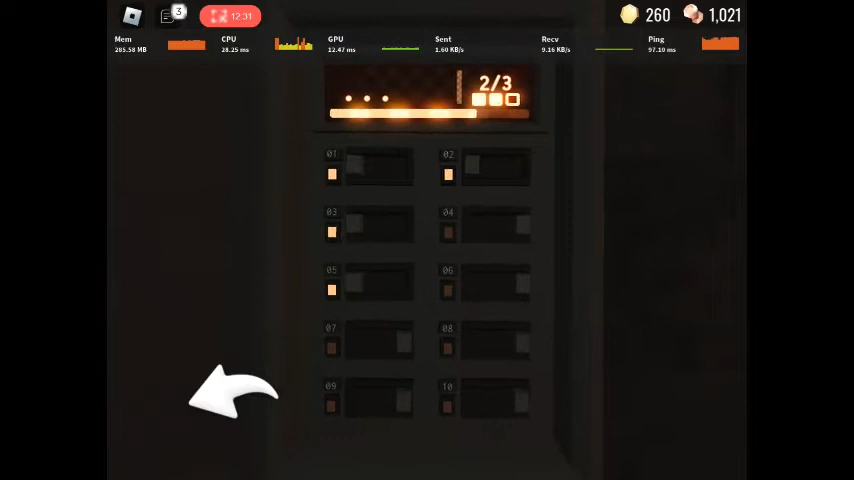 3
12:31
260
1,021
Mem
285.58 MB
CPU
28.25 ms
GPU
12.47 ms
Sent
1.60 KB/s
Recv
9.16 KB/s
Ping
97.10 ms
2/3
01
02
03
04
05
06
07
08
09
10